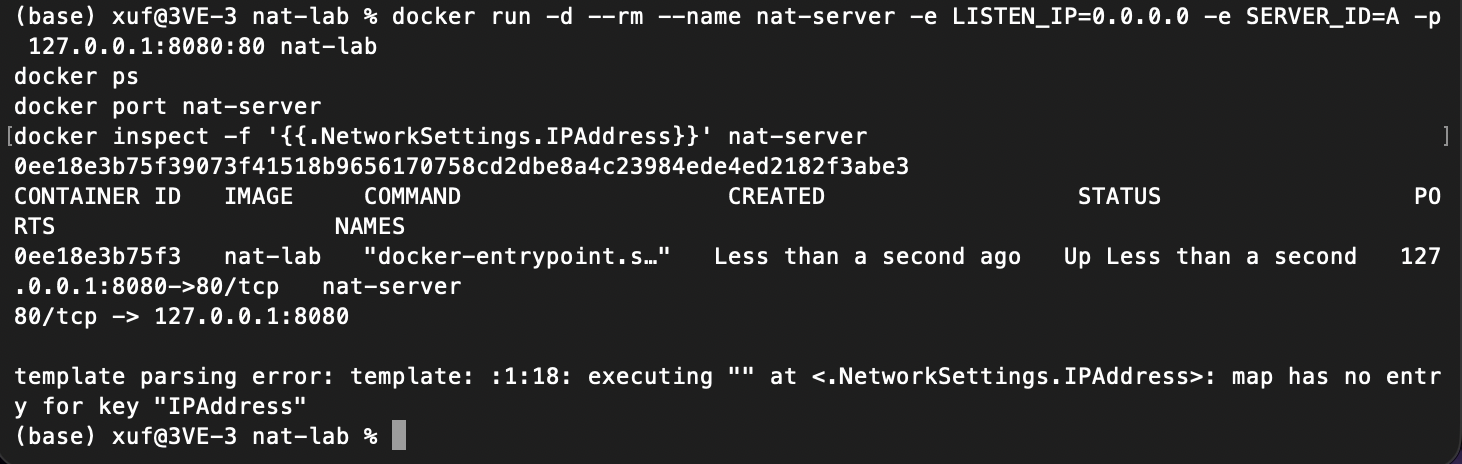 (base) xuf@3VE-3 nat-lab % docker run -d --rm --name nat-server -e LISTEN_IP=0.0.0.0 -e SERVER_ID=A -p
 127.0.0.1:8080:80 nat-lab
docker ps
docker port nat-server
[docker inspect -f '{{.NetworkSettings.IPAddress}}' nat-server ]
0ee18e3b75f39073f41518b9656170758cd2dbe8a4c23984ede4ed2182f3abe3
CONTAINER ID   IMAGE     COMMAND                   CREATED                  STATUS                  PO
RTS                    NAMES
0ee18e3b75f3   nat-lab   "docker-entrypoint.s…"   Less than a second ago   Up Less than a second   127
.0.0.1:8080->80/tcp   nat-server
80/tcp -> 127.0.0.1:8080

template parsing error: template: :1:18: executing "" at <.NetworkSettings.IPAddress>: map has no entr
y for key "IPAddress"
(base) xuf@3VE-3 nat-lab %